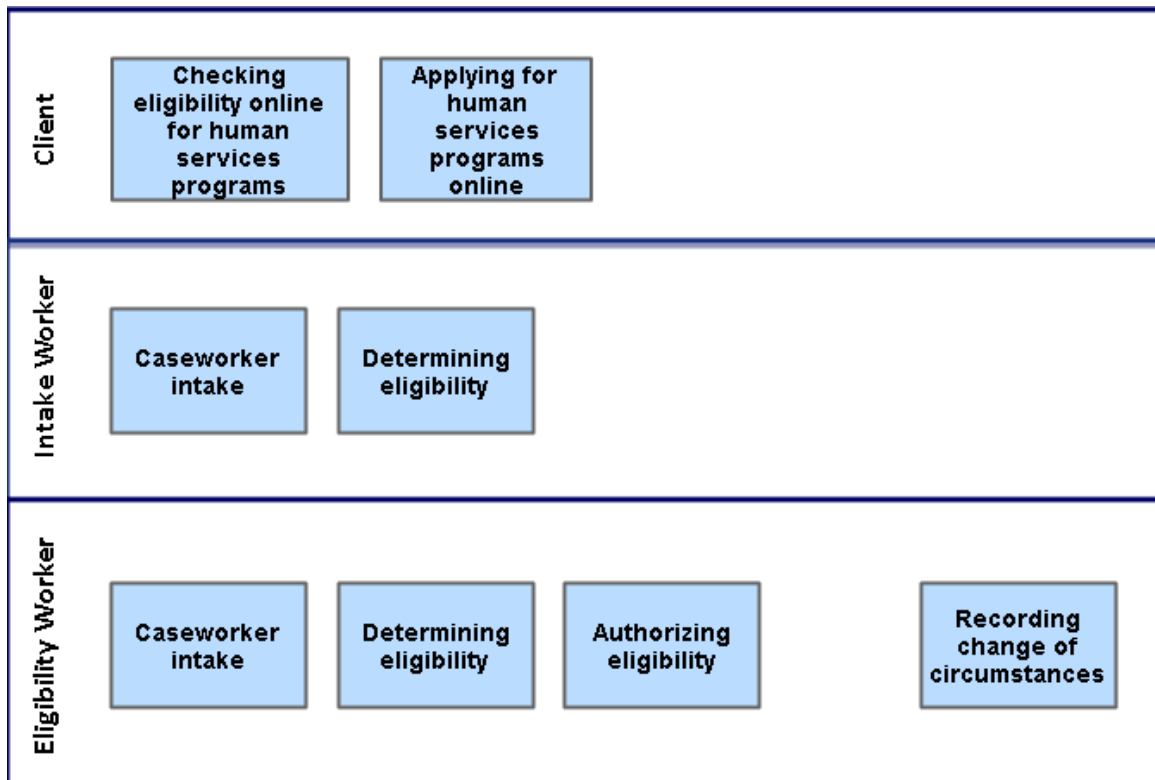 Client
Checking
eligibility online
for human
services
programs
Applying for
human
services
programs
online
Intake Worker
Caseworker
intake
Determining
eligibility
Eligibility Worker
Caseworker
intake
Determining
eligibility
Authorizing
eligibility
Recording
change of
circumstances